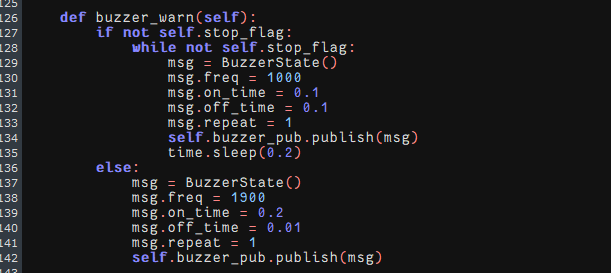 125
126 def buzzer_warn(self):
127 if not self.stop_flag:
128 while not self.stop_flag:
129 msg = BuzzerState()
130 msg.freq = 1000
131 msg.on_time = 0.1
132 msg.off_time = 0.1
133 msg.repeat = 1
134 self.buzzer_pub.publish(msg)
135 time.sleep(0.2)
136 else:
137 msg = BuzzerState()
138 msg.freq = 1900
139 msg.on_time = 0.2
140 msg.off_time = 0.01
141 msg.repeat = 1
142 self.buzzer_pub.publish(msg)
143